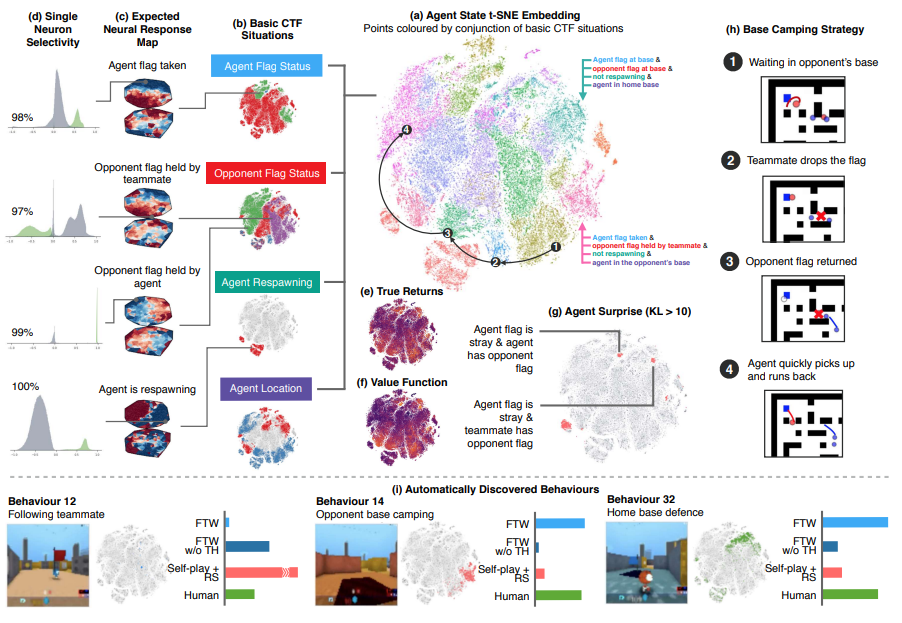 (d) Single
Neuron
Selectivity
(c) Expected
Neural Response
Map
(b) Basic CTF
Situations
(a) Agent State t-SNE Embedding
Points coloured by conjunction of basic CTF situations
(h) Base Camping Strategy
Agent flag taken
98%
Opponent flag held by
teammate
97%
Opponent flag held by
agent
99%
Agent is respawning
100%
Agent Flag Status
Opponent Flag Status
Agent Respawning
Agent Location
Agent flag at base &
opponent flag at base &
not respawning &
agent in home base
4
3
2
1
Agent flag taken &
opponent flag held by teammate &
not respawning &
agent in the opponent's base
(e) True Returns
(f) Value Function
(g) Agent Surprise (KL > 10)
Agent flag is
stray & agent
has opponent
flag
Agent flag is
stray &
teammate has
opponent flag
1 Waiting in opponent's base
2 Teammate drops the flag
3 Opponent flag returned
4 Agent quickly picks up
and runs back
(i) Automatically Discovered Behaviours
Behaviour 12
Following teammate
FTW
FTW
w/o TH
Self-play +
RS
Human
Behaviour 14
Opponent base camping
FTW
FTW
w/o TH
Self-play +
RS
Human
Behaviour 32
Home base defence
FTW
FTW
w/o TH
Self-play +
RS
Human